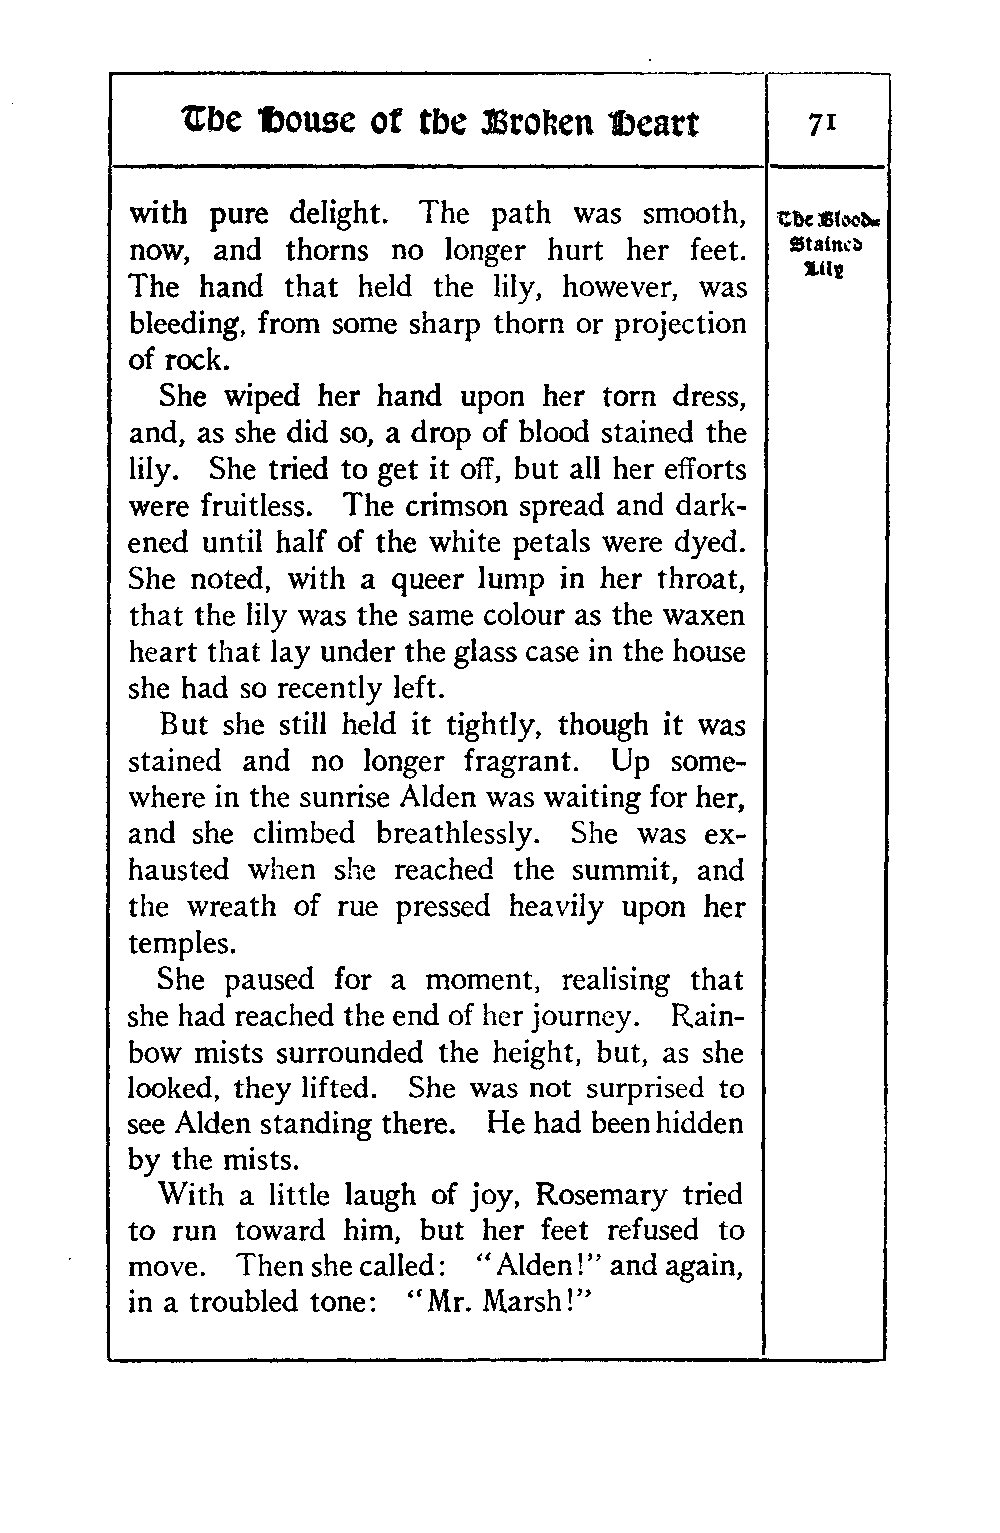 The House of the Broken Heart
71
The Blood-
Stained
Lily
with pure delight. The path was smooth,
now, and thorns no longer hurt her feet.
The hand that held the lily, however, was
bleeding, from some sharp thorn or projection
of rock.
She wiped her hand upon her torn dress,
and, as she did so, a drop of blood stained the
lily. She tried to get it off, but all her efforts
were fruitless. The crimson spread and dark-
ened until half of the white petals were dyed.
She noted, with a queer lump in her throat,
that the lily was the same colour as the waxen
heart that lay under the glass case in the house
she had so recently left.
But she still held it tightly, though it was
stained and no longer fragrant. Up some-
where in the sunrise Alden was waiting for her,
and she climbed breathlessly. She was ex-
hausted when she reached the summit, and
the wreath of rue pressed heavily upon her
temples.
She paused for a moment, realising that
she had reached the end of her journey. Rain-
bow mists surrounded the height, but, as she
looked, they lifted. She was not surprised to
see Alden standing there. He had been hidden
by the mists.
With a little laugh of joy, Rosemary tried
to run toward him, but her feet refused to
move. Then she called: "Alden!" and again,
in a troubled tone: "Mr. Marsh!"